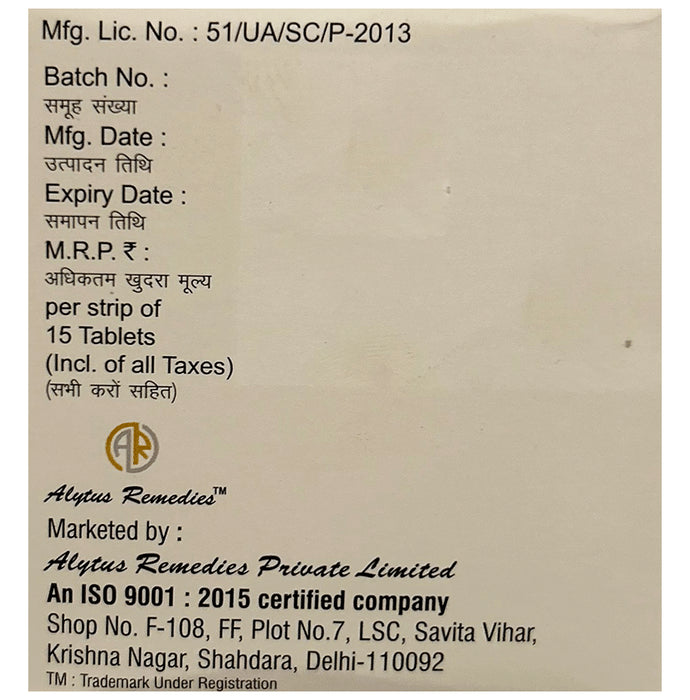 Mfg. Lic. No. : 51/UA/SC/P-2013
Batch No. :
समूह संख्या
Mfg. Date :
उत्पादन तिथि
Expiry Date :
समापन तिथि
M.R.P. ₹ :
अधिकतम खुदरा मूल्य
per strip of
15 Tablets
(Incl. of all Taxes)
(सभी करों सहित)
AR
Alytus Remedies™
Marketed by :
Alytus Remedies Private Limited
An ISO 9001 : 2015 certified company
Shop No. F-108, FF, Plot No.7, LSC, Savita Vihar,
Krishna Nagar, Shahdara, Delhi-110092
TM : Trademark Under Registration